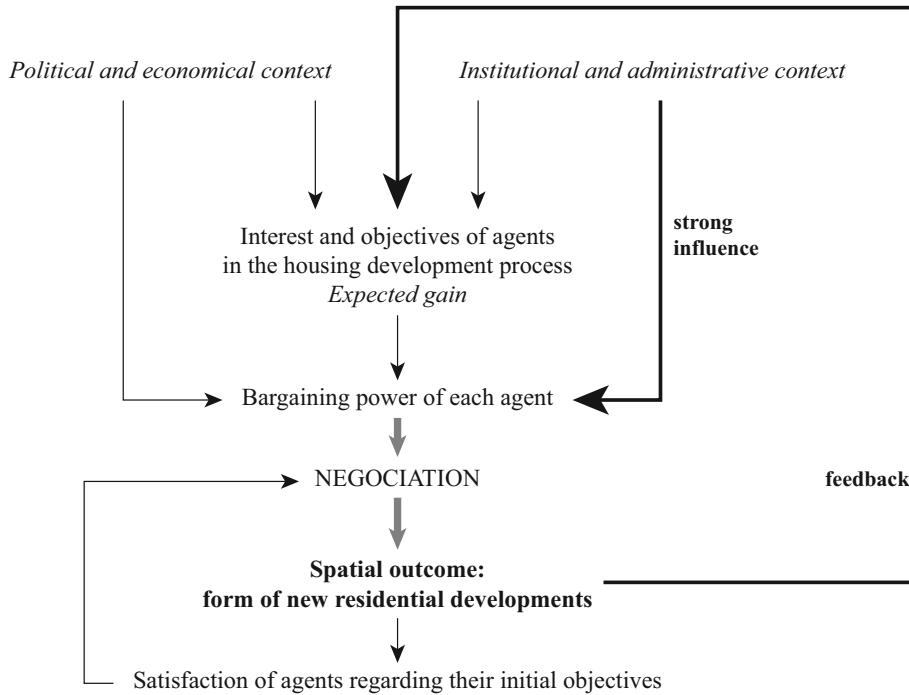 Political and economical context
Institutional and administrative context
strong
influence
Interest and objectives of agents
in the housing development process
Expected gain
Bargaining power of each agent
NEGOCIATION
feedback
Spatial outcome:
form of new residential developments
Satisfaction of agents regarding their initial objectives